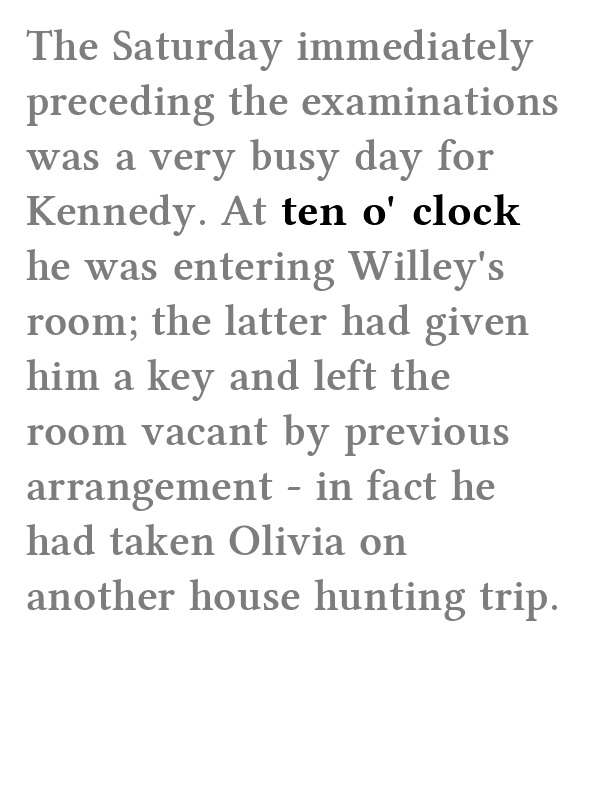 The Saturday immediately
preceding the examinations
was a very busy day for
Kennedy. At ten o' clock
he was entering Willey's
room; the latter had given
him a key and left the
room vacant by previous
arrangement - in fact he
had taken Olivia on
another house hunting trip.